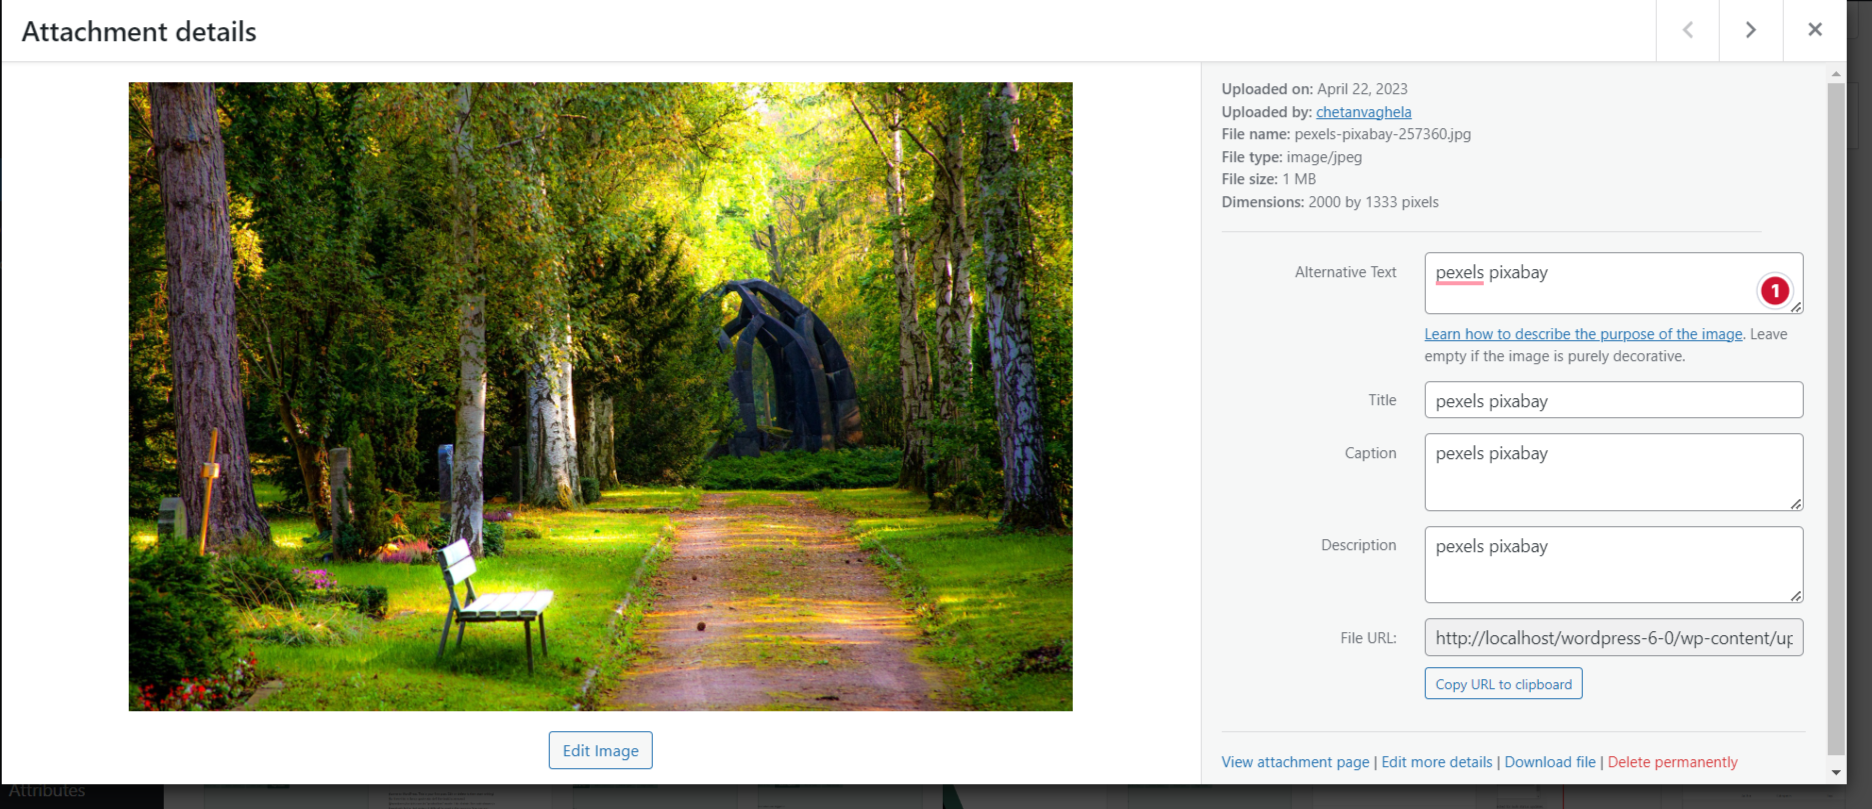 Attachment details
Uploaded on: April 22, 2023
Uploaded by: chetanvaghela
File name: pexels-pixabay-257360.jpg
File type: image/jpeg
File size: 1 MB
Dimensions: 2000 by 1333 pixels
Alternative Text
pexels pixabay
1
Learn how to describe the purpose of the image. Leave
empty if the image is purely decorative.
Title
pexels pixabay
Caption
pexels pixabay
Description
pexels pixabay
File URL:
http://localhost/wordpress-6-0/wp-content/up
Copy URL to clipboard
Edit Image
View attachment page | Edit more details | Download file | Delete permanently
Attributes